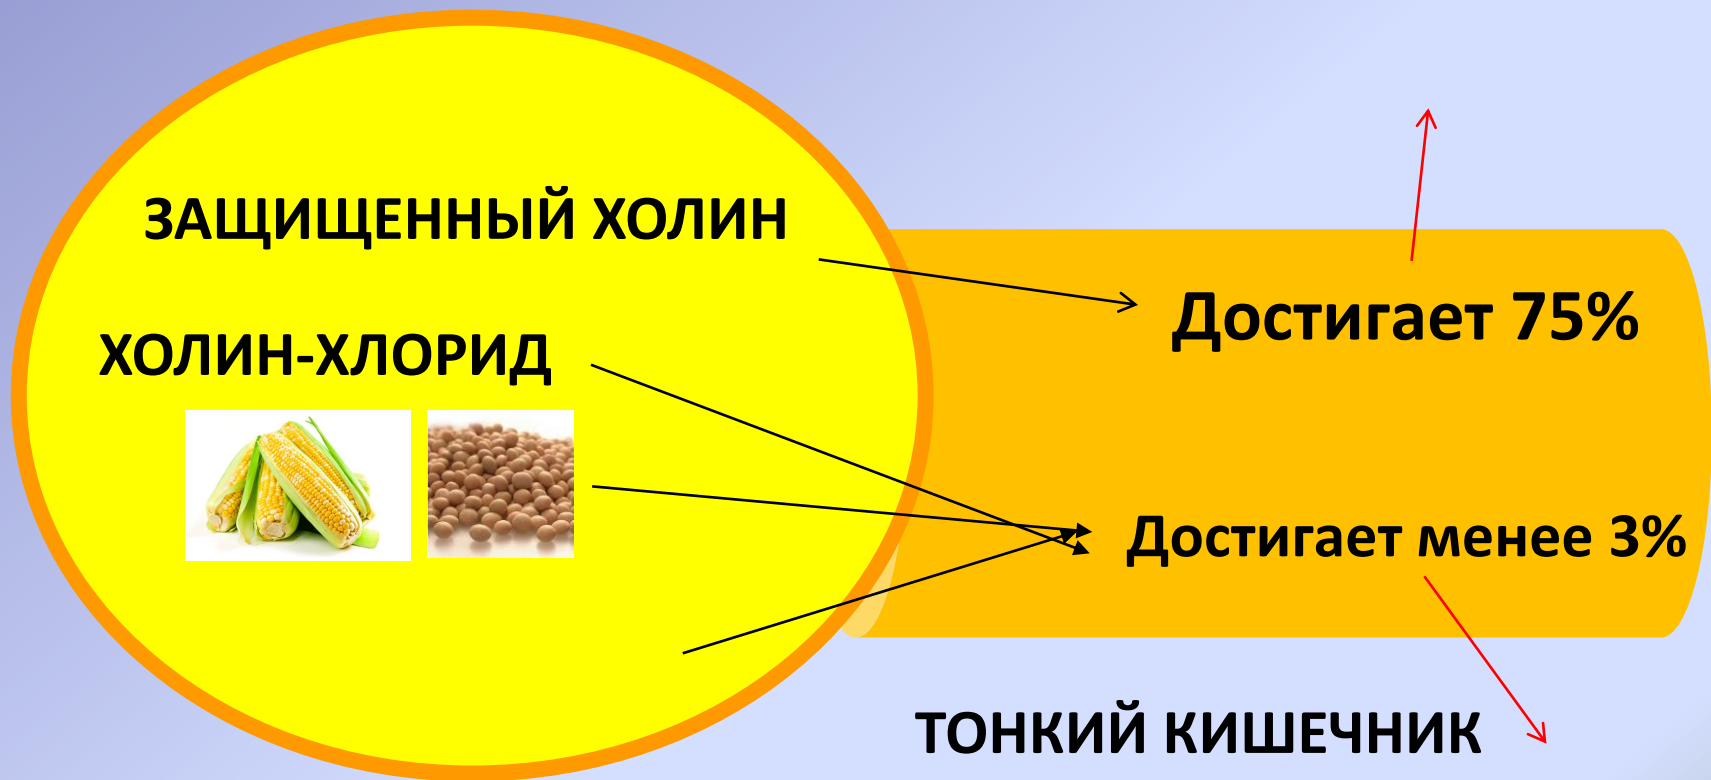 ЗАЩИЩЕННЫЙ ХОЛИН
Достигает 75%
ХОЛИН-ХЛОРИД
Достигает менее 3%
ТОНКИЙ КИШЕЧНИК